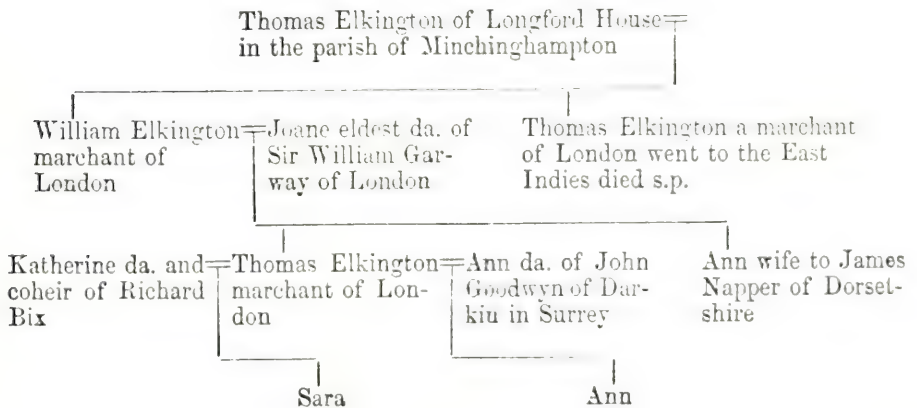 Thomas Elkington of Longford House
in the parish of Minchinghampton
William Elkington
marchant of
London
Joane eldest da. of
Sir William Gar-
way of London
Thomas Elkington a marchant
of London went to the East
Indies died s.p.
Katherine da. and
coheir of Richard
Bix
Thomas Elkington
marchant of Lon-
don
Ann da. of John
Goodwyn of Dar-
kiu in Surrey
Ann wife to James
Napper of Dorset-
shire
Sara
Ann